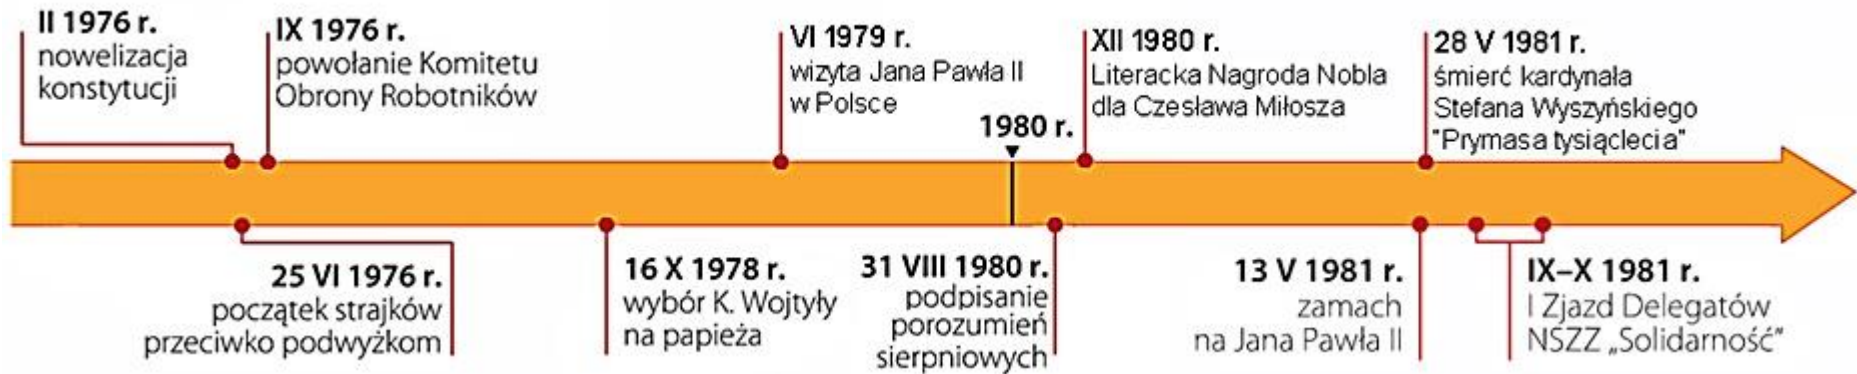 II 1976 r.
nowelizacja
konstytucji
IX 1976 r.
powołanie Komitetu
Obrony Robotników
VI 1979 r.
wizyta Jana Pawła II
w Polsce
1980 r.
XII 1980 r.
Literacka Nagroda Nobla
dla Czesława Miłosza
28 V 1981 r.
śmierć kardynała
Stefana Wyszyńskiego
"Prymasa tysiąclecia"
25 VI 1976 r.
początek strajków
przeciwko podwyżkom
16 X 1978 r.
wybór K. Wojtyły
na papieża
31 VIII 1980 r.
podpisanie
porozumień
sierpniowych
13 V 1981 r.
zamach
na Jana Pawła II
IX–X 1981 r.
I Zjazd Delegatów
NSZZ „Solidarność”